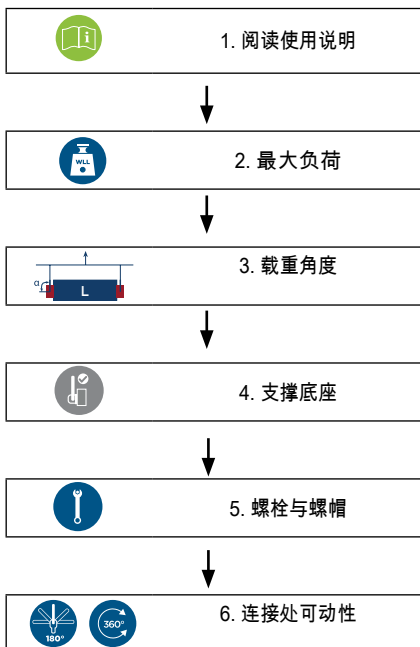 i
1. 阅读使用说明
WLL
2. 最大负荷
α
L
3. 载重角度
4. 支撑底座
5. 螺栓与螺帽
180°
360°
6. 连接处可动性